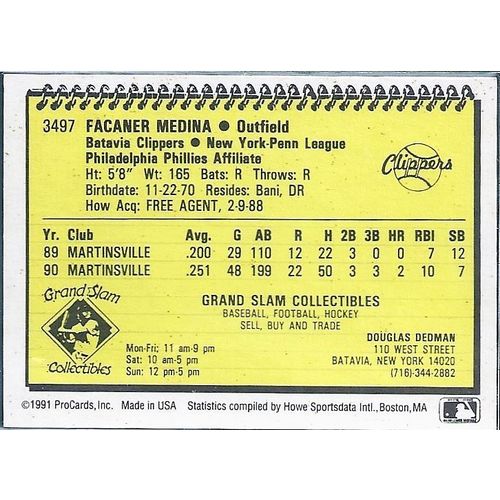 3497 FACANER MEDINA ● Outfield
Batavia Clippers ● New York-Penn League
Philadelphia Phillies Affiliate
Ht: 5'8" Wt: 165 Bats: R Throws: R
Birthdate: 11-22-70 Resides: Bani, DR
How Acq: FREE AGENT, 2-9-88
Clippers
Yr. Club Avg. G AB R H 2B 3B HR RBI SB
89 MARTINSVILLE .200 29 110 12 22 3 0 0 7 12
90 MARTINSVILLE .251 48 199 22 50 3 3 2 10 7
Grand Slam
Collectibles
GRAND SLAM COLLECTIBLES
BASEBALL, FOOTBALL, HOCKEY
SELL, BUY AND TRADE
Mon-Fri: 11 am-9 pm
Sat: 10 am-5 pm
Sun: 12 pm-5 pm
DOUGLAS DEDMAN
110 WEST STREET
BATAVIA, NEW YORK 14020
(716)-344-2882
©1991 ProCards, Inc. Made in USA Statistics compiled by Howe Sportsdata Intl., Boston, MA